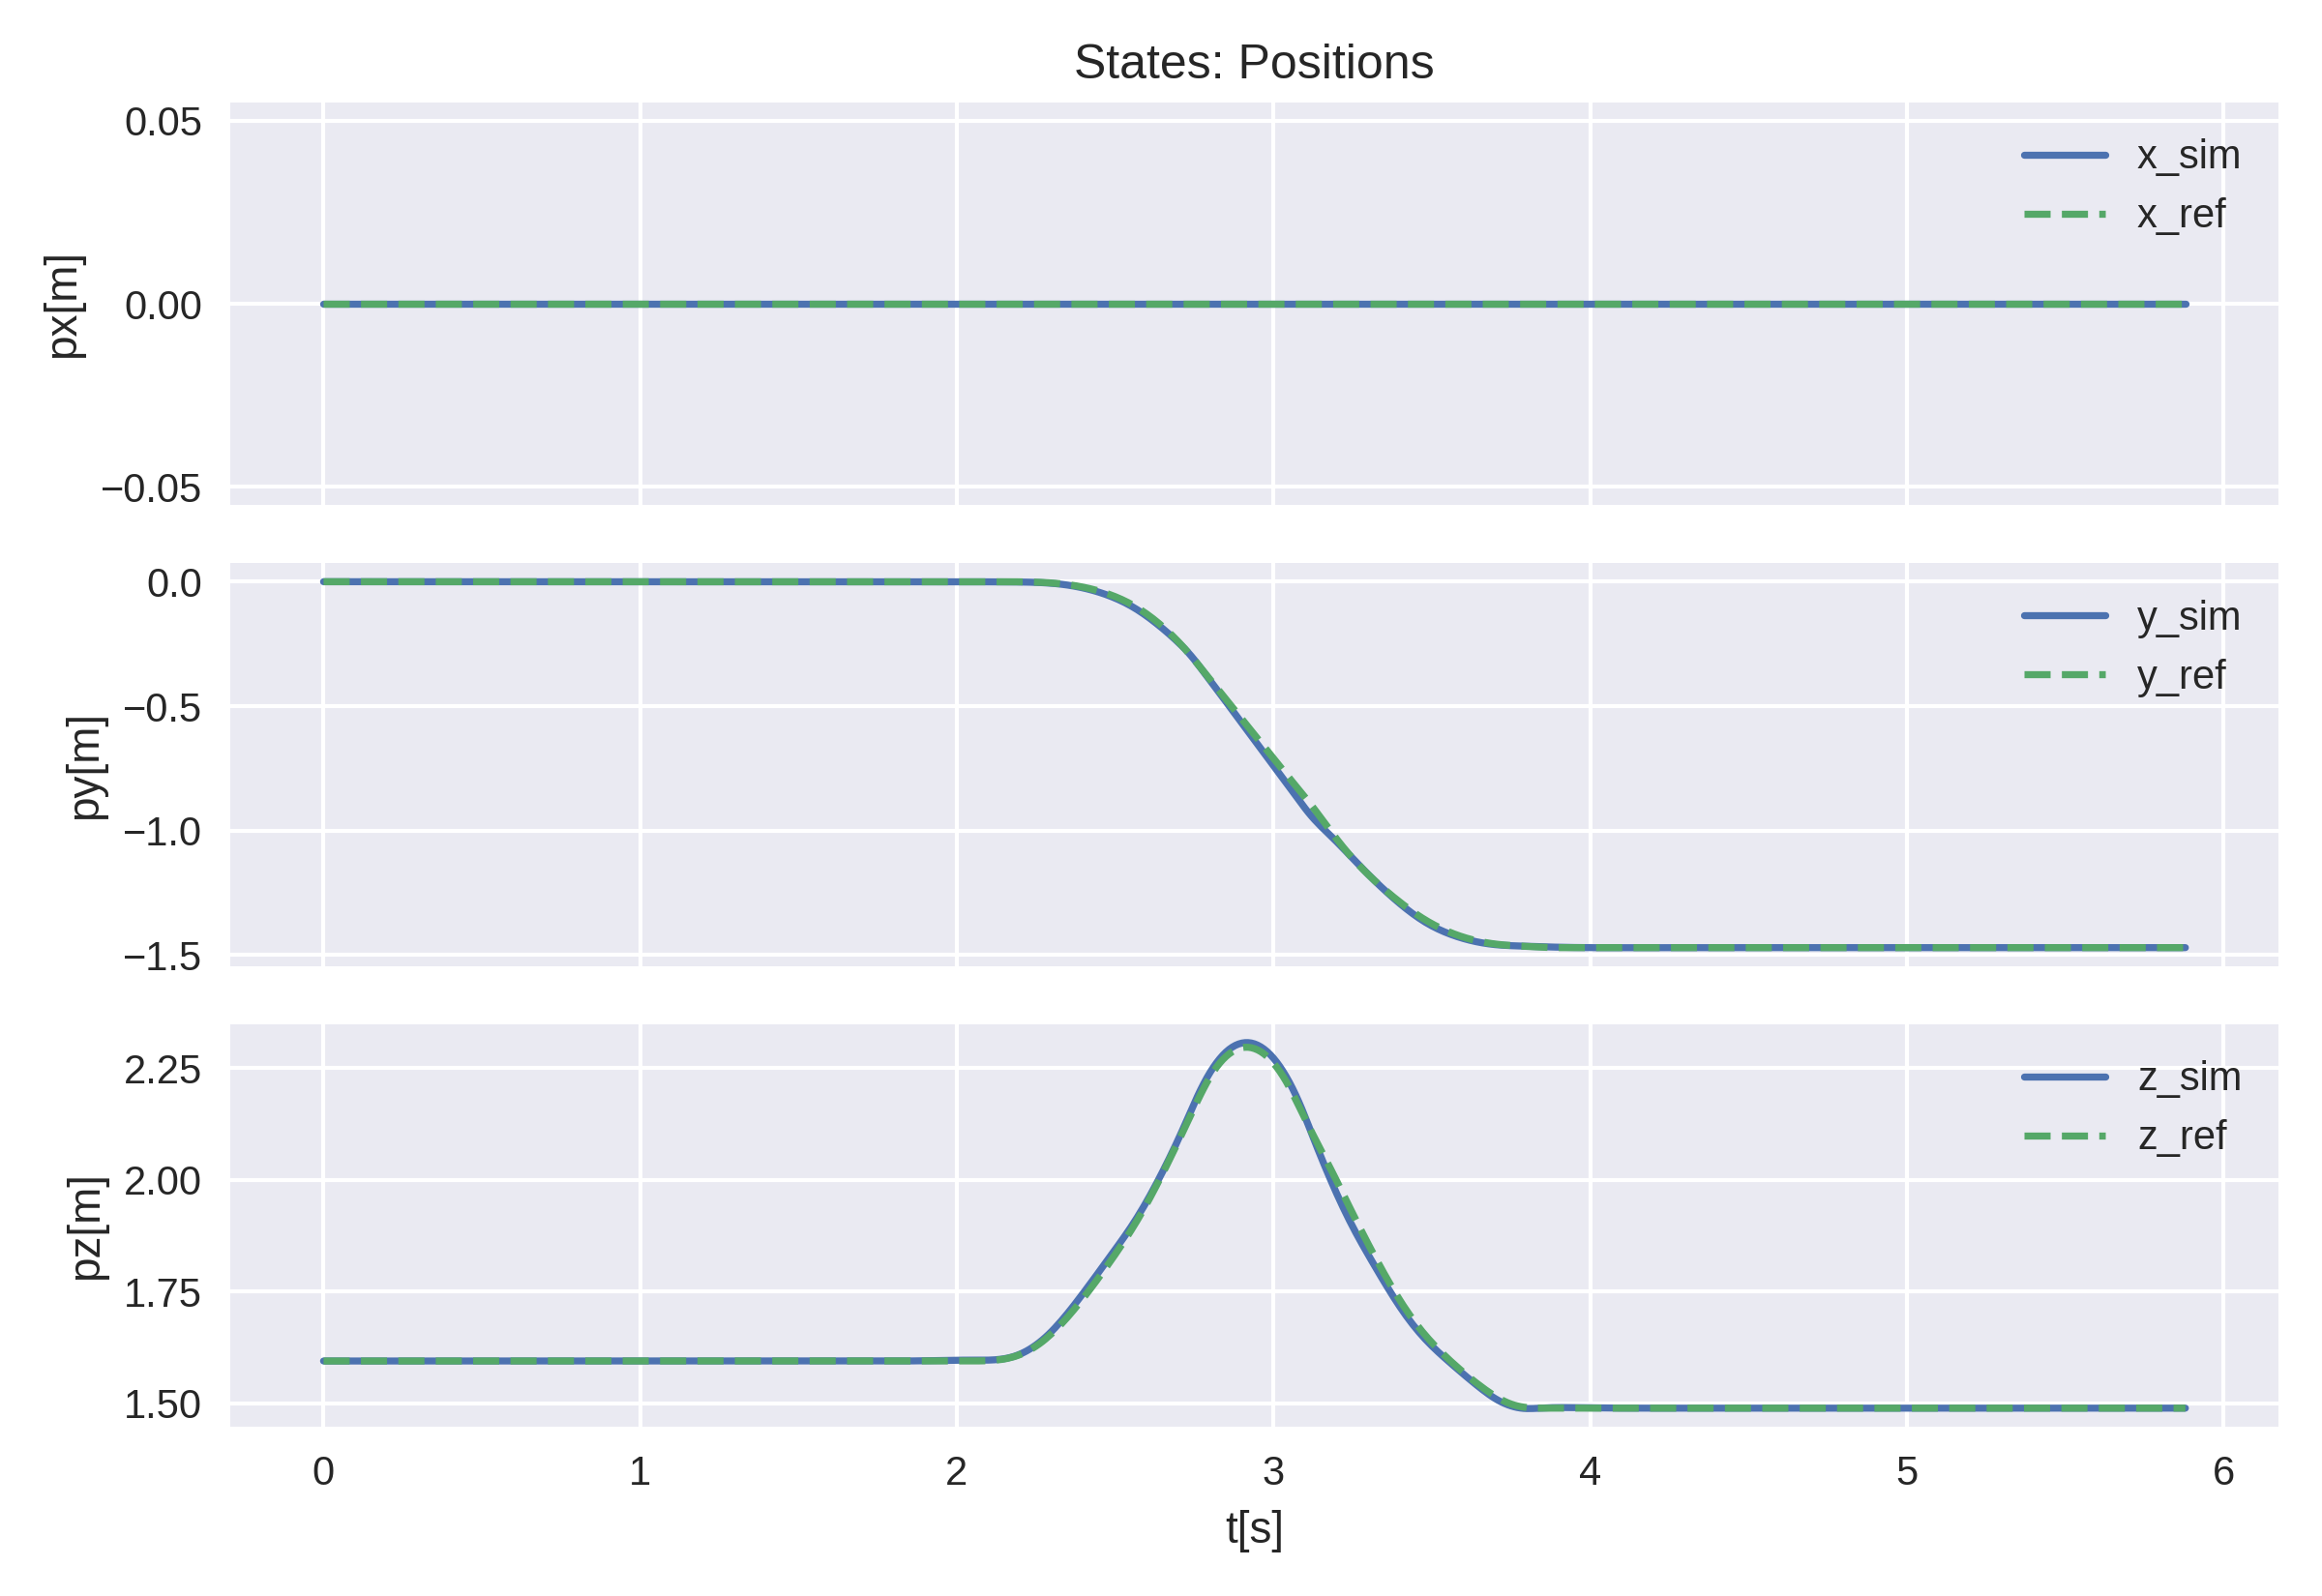 States: Positions
0.05
0.00
−0.05
px[m]
x_sim
x_ref
0.0
−0.5
−1.0
−1.5
py[m]
y_sim
y_ref
2.25
2.00
1.75
1.50
pz[m]
z_sim
z_ref
0 1 2 3 4 5 6
t[s]